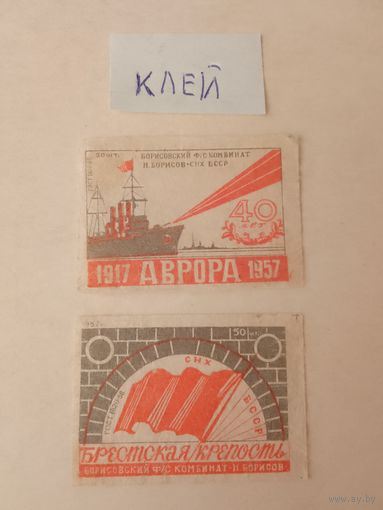 КЛЕЙ
50 шт.
БОРИСОВСКИЙ Ф/С КОМБИНАТ
Н. БОРИСОВ-СНХ БССР
40
ЛЕТ
1917 АВРОРА 1957
50 шт.
СНХ
БССР
БРЕСТСКАЯ КРЕПОСТЬ
БОРИСОВСКИЙ Ф/С КОМБИНАТ-Н. БОРИСОВ-
ay.by